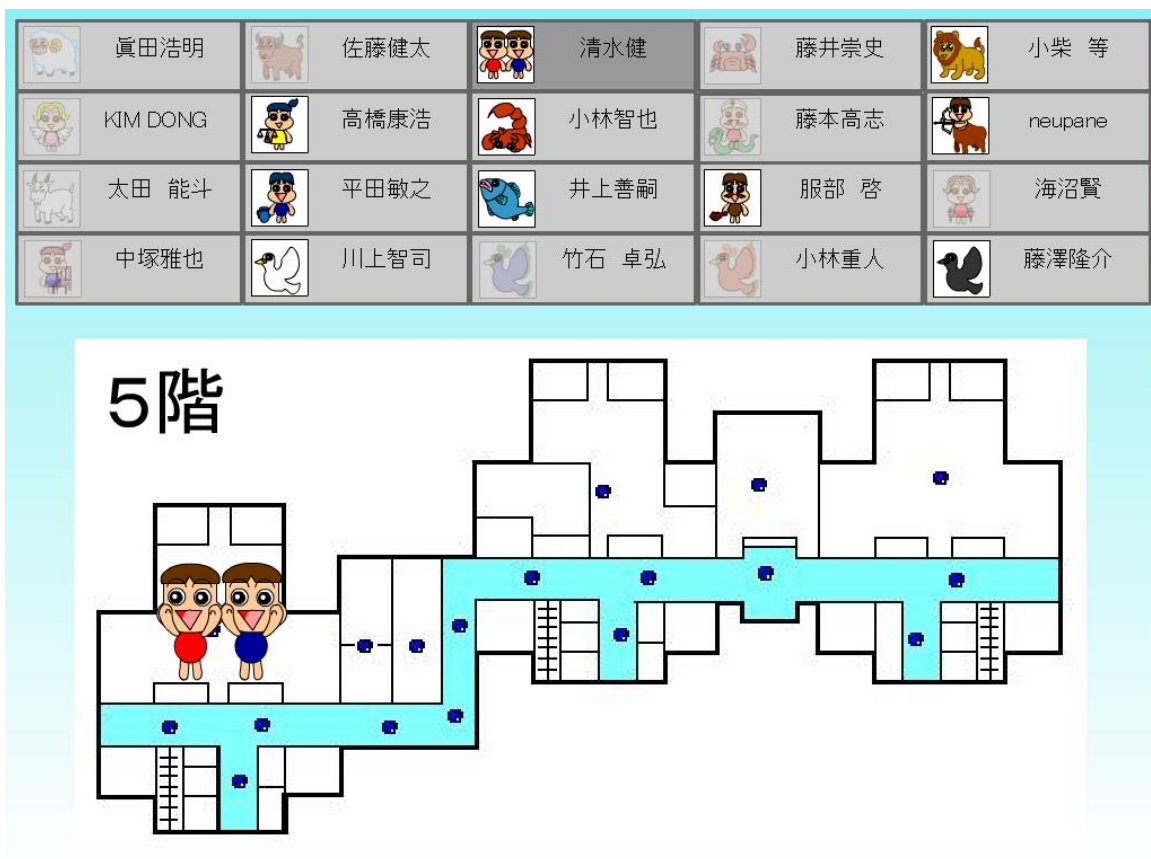 眞田浩明 佐藤健太 清水健 藤井崇史 小柴 等
KIM DONG 高橋康浩 小林智也 藤本高志 neupane
太田 能斗 平田敏之 井上善嗣 服部 啓 海沼賢
中塚雅也 川上智司 竹石 卓弘 小林重人 藤澤隆介
5階